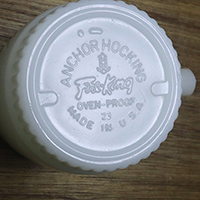 ANCHOR HOCKING
Fire-King
OVEN-PROOF
23
MADE IN U.S.A.